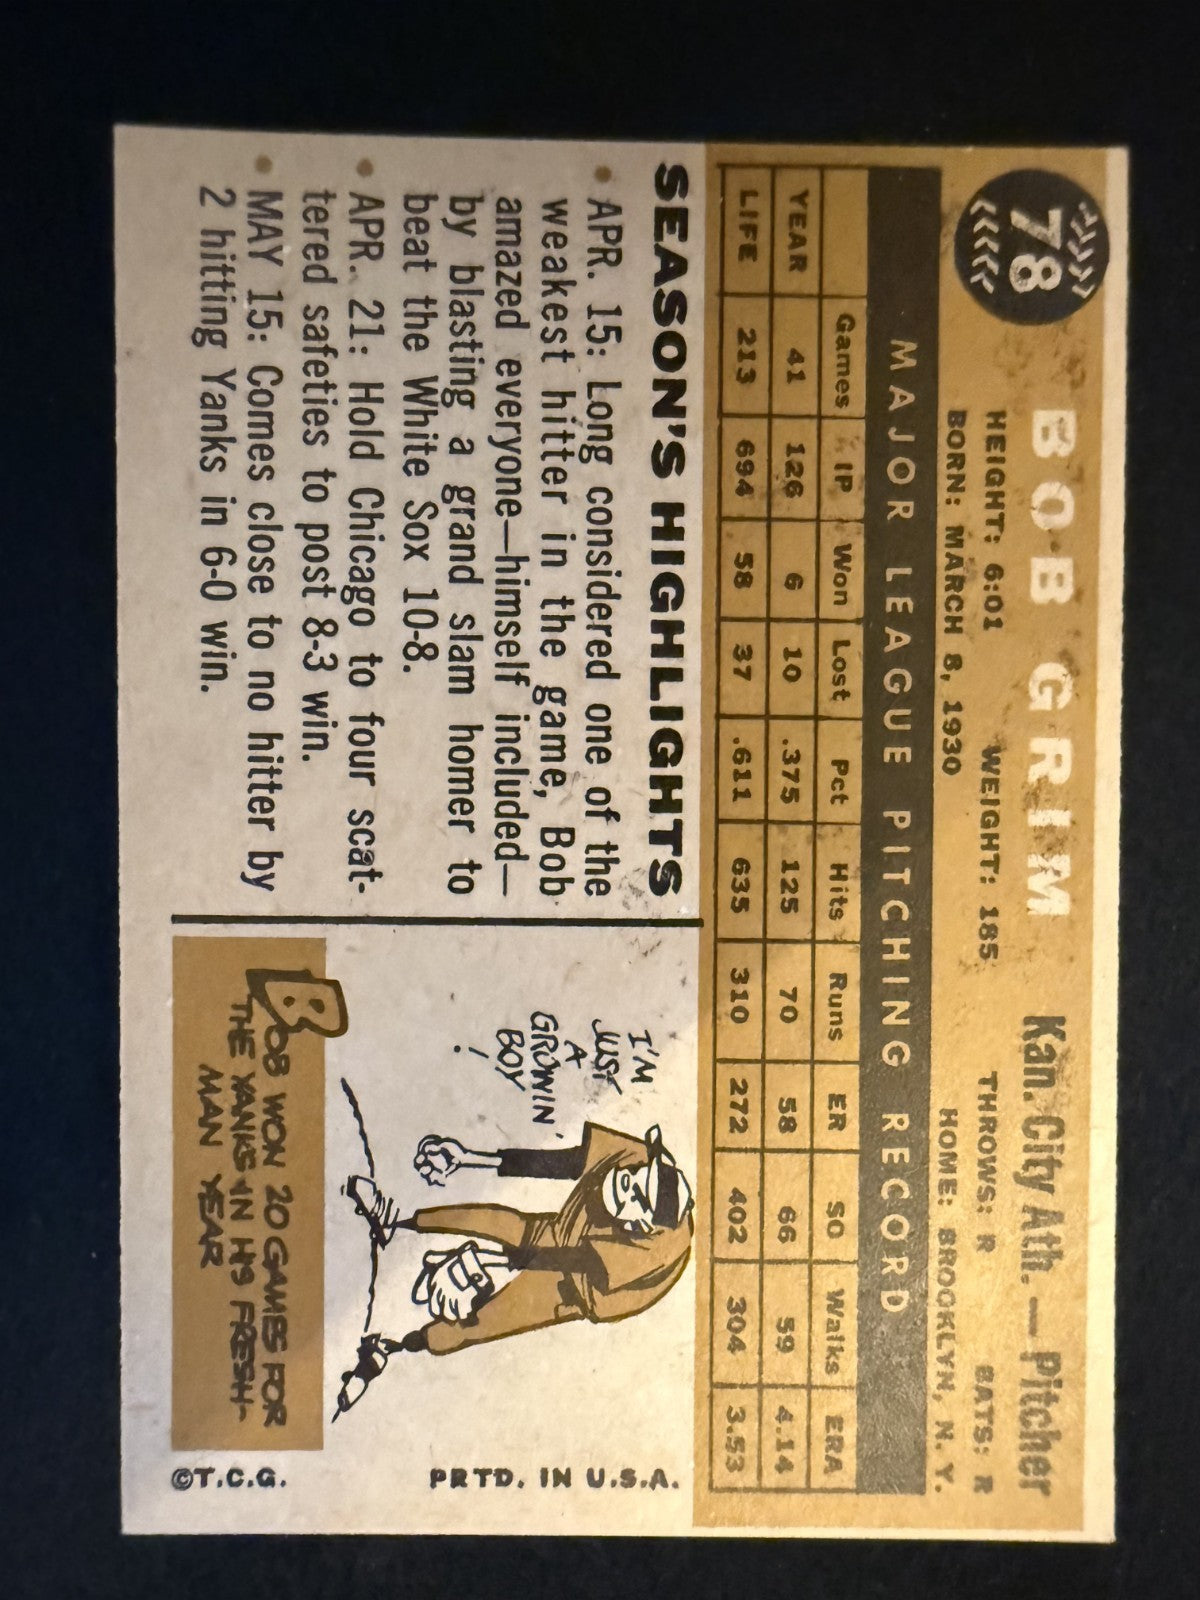 78
BOB GRIM Kan. City Ath. — Pitcher
HEIGHT: 6:01 WEIGHT: 185 THROWS: R BATS: R
BORN: MARCH 8, 1930 HOME: BROOKLYN, N. Y.
MAJOR LEAGUE PITCHING RECORD
Games IP Won Lost Pct Hits Runs ER SO Walks ERA
YEAR 41 126 6 10 .375 125 70 58 66 59 4.14
LIFE 213 694 58 37 .611 635 310 272 402 304 3.53
SEASON'S HIGHLIGHTS
• APR. 15: Long considered one of the
weakest hitter in the game, Bob
amazed everyone—himself included—
by blasting a grand slam homer to
beat the White Sox 10-8.
• APR. 21: Hold Chicago to four scat-
tered safeties to post 8-3 win.
• MAY 15: Comes close to no hitter by
2 hitting Yanks in 6-0 win.
I'M
JUST
A
GROWIN'
BOY
!
BOB WON 20 GAMES FOR
THE YANKS IN HIS FRESH-
MAN YEAR
PRTD. IN U.S.A.
©T.C.G.